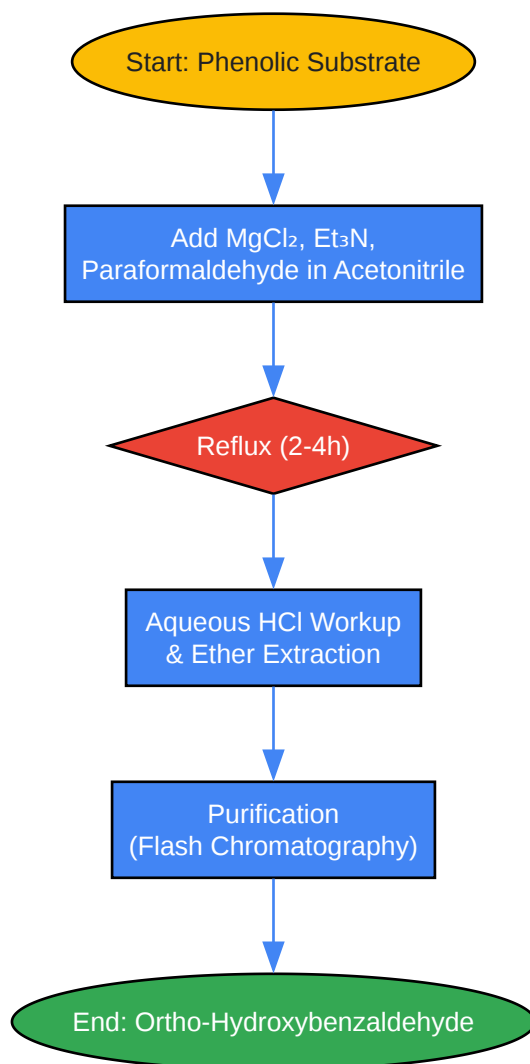 Start: Phenolic Substrate
Add MgCl₂, Et₃N,
Paraformaldehyde in Acetonitrile
Reflux (2-4h)
Aqueous HCl Workup
& Ether Extraction
Purification
(Flash Chromatography)
End: Ortho-Hydroxybenzaldehyde